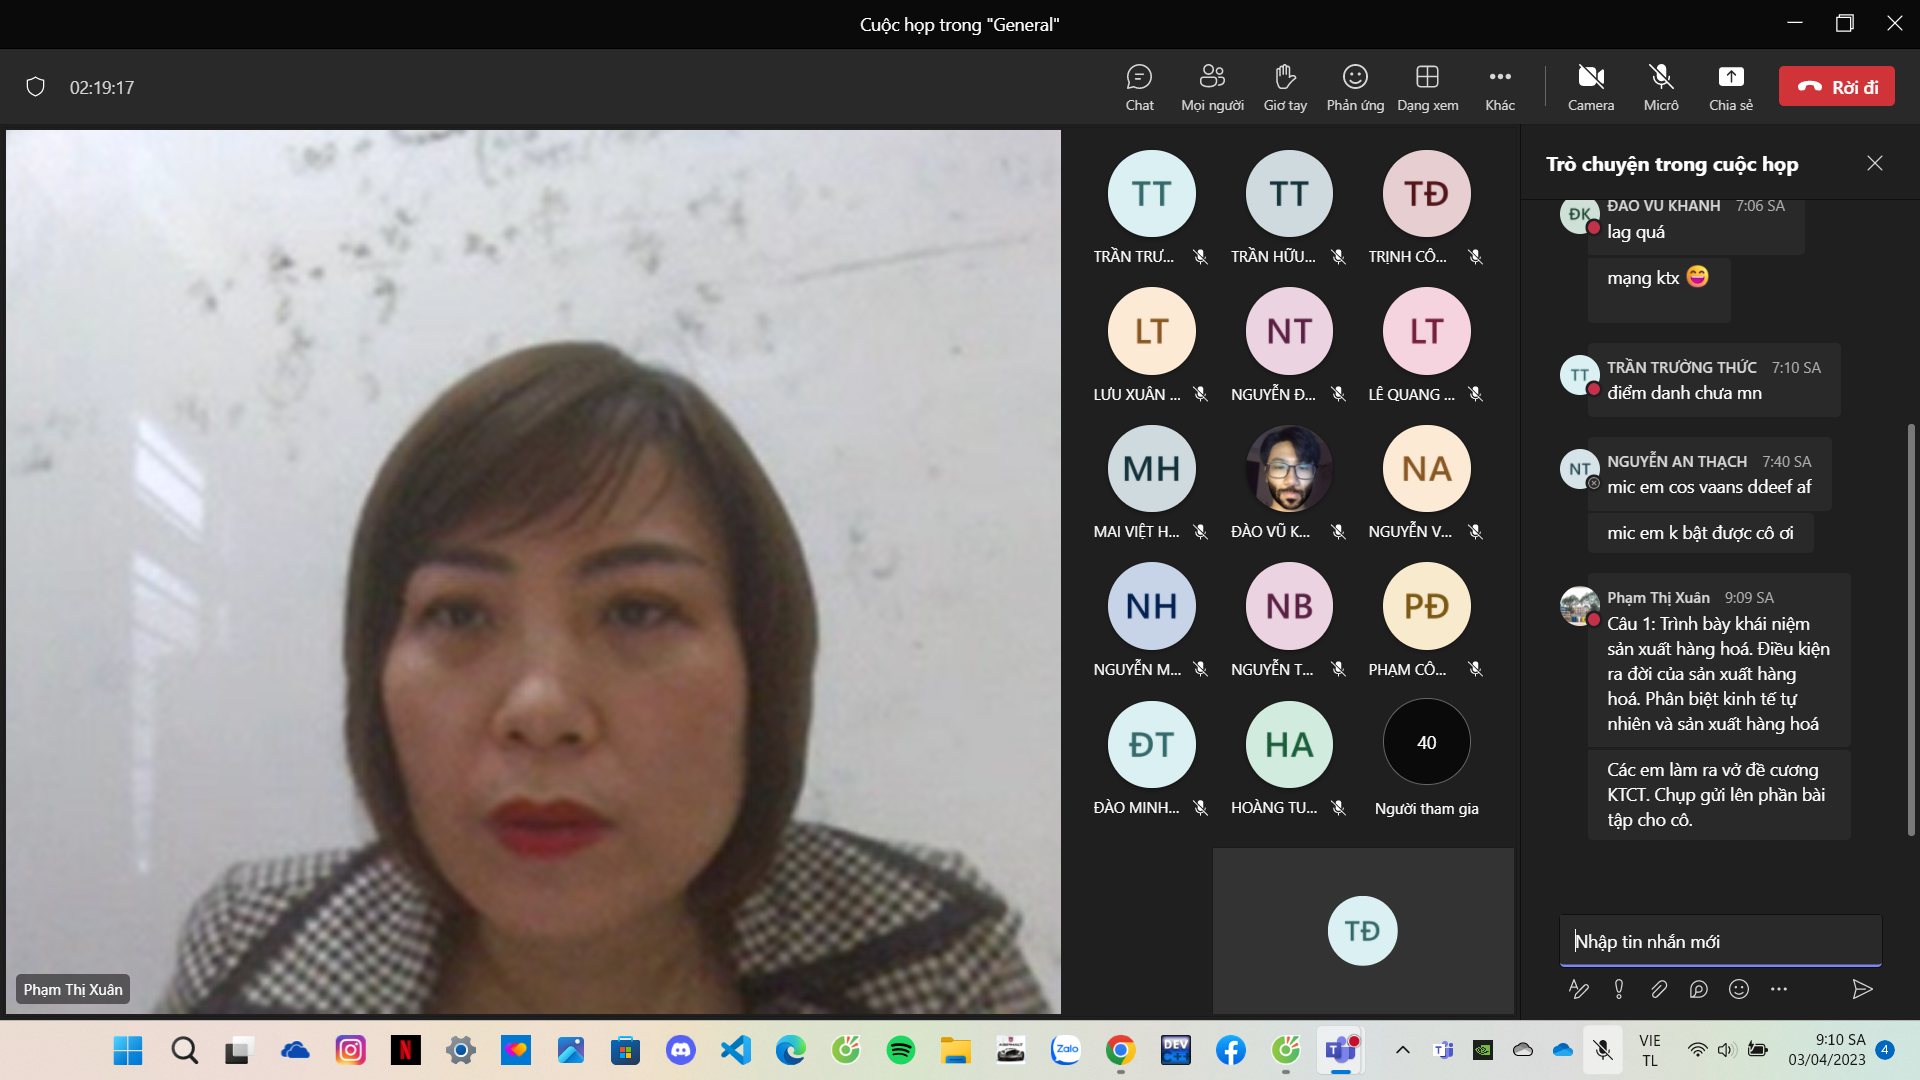 Cuộc họp trong "General"
02:19:17
Chat
Mọi người
Giơ tay
Phản ứng
Dạng xem
Khác
Camera
Micrô
Chia sẻ
Rời đi
TT
TT
TĐ
TRẦN TRƯ...
TRẦN HỮU...
TRỊNH CÔ...
LT
NT
LT
LƯU XUÂN ...
NGUYỄN Đ...
LÊ QUANG ...
MH
NA
MAI VIỆT H...
ĐÀO VŨ K...
NGUYỄN V...
NH
NB
PĐ
NGUYỄN M...
NGUYỄN T...
PHẠM CÔ...
ĐT
HA
40
ĐÀO MINH...
HOÀNG TU...
Người tham gia
TĐ
Phạm Thị Xuân
Trò chuyện trong cuộc họp
ĐK
ĐÀO VŨ KHÁNH 7:06 SA
lag quá
mạng ktx 😄
TT
TRẦN TRƯỜNG THỨC 7:10 SA
điểm danh chưa mn
NT
NGUYỄN AN THẠCH 7:40 SA
mic em cos vaans ddeef af
mic em k bật được cô ơi
Phạm Thị Xuân 9:09 SA
Câu 1: Trình bày khái niệm
sản xuất hàng hoá. Điều kiện
ra đời của sản xuất hàng
hoá. Phân biệt kinh tế tự
nhiên và sản xuất hàng hoá
Các em làm ra vở đề cương
KTCT. Chụp gửi lên phần bài
tập cho cô.
Nhập tin nhắn mới
N
Zalo
DEV
C++
VIE
TL
9:10 SA
03/04/2023
4